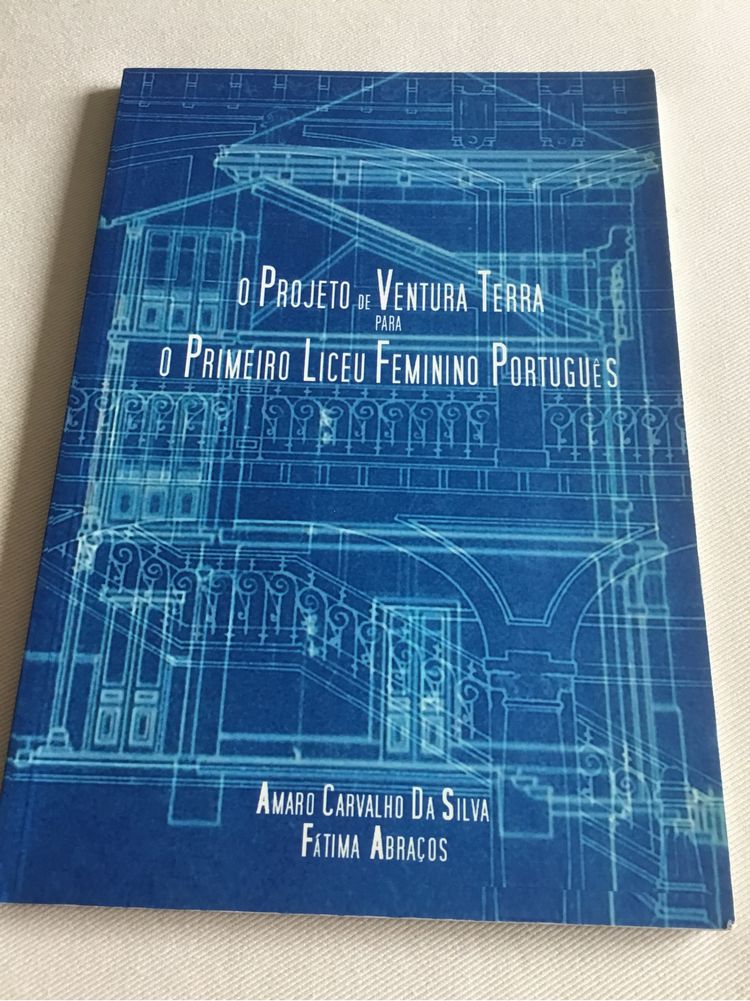 O PROJETO DE VENTURA TERRA
PARA
O PRIMEIRO LICEU FEMININO PORTUGUÊS
AMARO CARVALHO DA SILVA
FÁTIMA ABRAÇOS